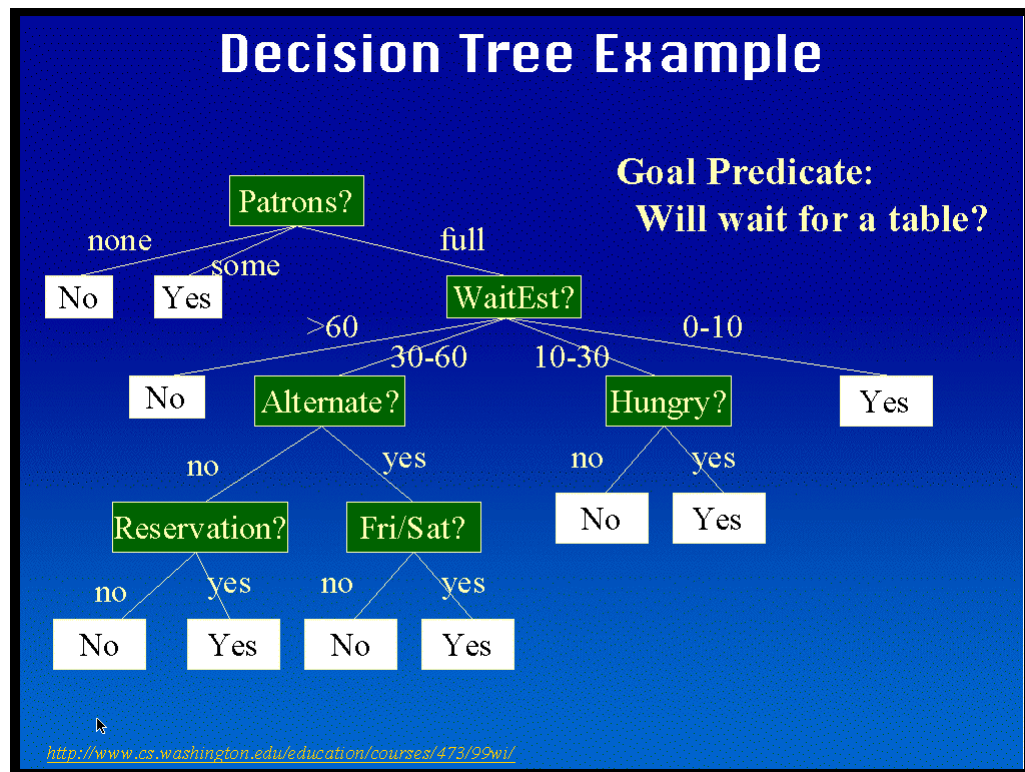 Decision Tree Example
Goal Predicate:
Will wait for a table?
Patrons?
none
some
full
No
Yes
WaitEst?
>60
30-60
10-30
0-10
No
Alternate?
Hungry?
Yes
no
yes
no
yes
Reservation?
Fri/Sat?
No
Yes
no
yes
no
yes
No
Yes
No
Yes
http://www.cs.washington.edu/education/courses/473/99wi/